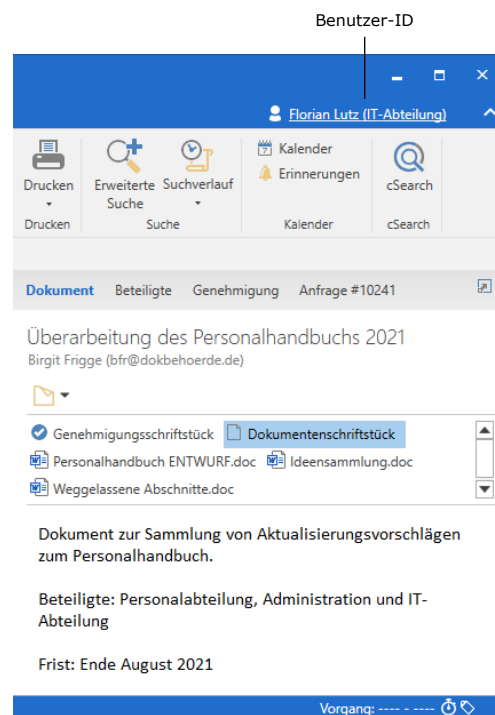 Benutzer-ID
Florian Lutz (IT-Abteilung)
Kalender
Erinnerungen
Drucken Erweiterte Suchverlauf cSearch
Suche
Drucken Suche Kalender cSearch
Dokument Beteiligte Genehmigung Anfrage #10241
Überarbeitung des Personalhandbuchs 2021
Birgit Frigge (bfr@dokbehoerde.de)
Genehmigungsschriftstück Dokumentenschriftstück
Personalhandbuch ENTWURF.doc Ideensammlung.doc
Weggelassene Abschnitte.doc
Dokument zur Sammlung von Aktualisierungsvorschlägen
zum Personalhandbuch.
Beteiligte: Personalabteilung, Administration und IT-
Abteilung
Frist: Ende August 2021
Vorgang: ---- - ----